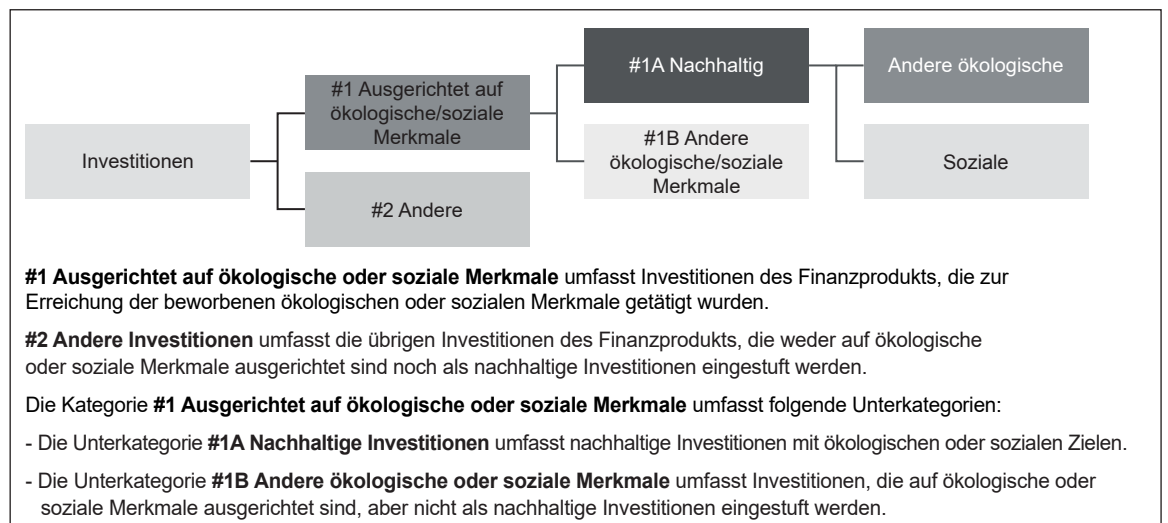 #1A Nachhaltig
Andere ökologische
#1 Ausgerichtet auf
ökologische/soziale
Merkmale
#1B Andere
ökologische/soziale
Merkmale
Investitionen
Soziale
#2 Andere
#1 Ausgerichtet auf ökologische oder soziale Merkmale umfasst Investitionen des Finanzprodukts, die zur
Erreichung der beworbenen ökologischen oder sozialen Merkmale getätigt wurden.
#2 Andere Investitionen umfasst die übrigen Investitionen des Finanzprodukts, die weder auf ökologische
oder soziale Merkmale ausgerichtet sind noch als nachhaltige Investitionen eingestuft werden.
Die Kategorie #1 Ausgerichtet auf ökologische oder soziale Merkmale umfasst folgende Unterkategorien:
- Die Unterkategorie #1A Nachhaltige Investitionen umfasst nachhaltige Investitionen mit ökologischen oder sozialen Zielen.
- Die Unterkategorie #1B Andere ökologische oder soziale Merkmale umfasst Investitionen, die auf ökologische oder
soziale Merkmale ausgerichtet sind, aber nicht als nachhaltige Investitionen eingestuft werden.